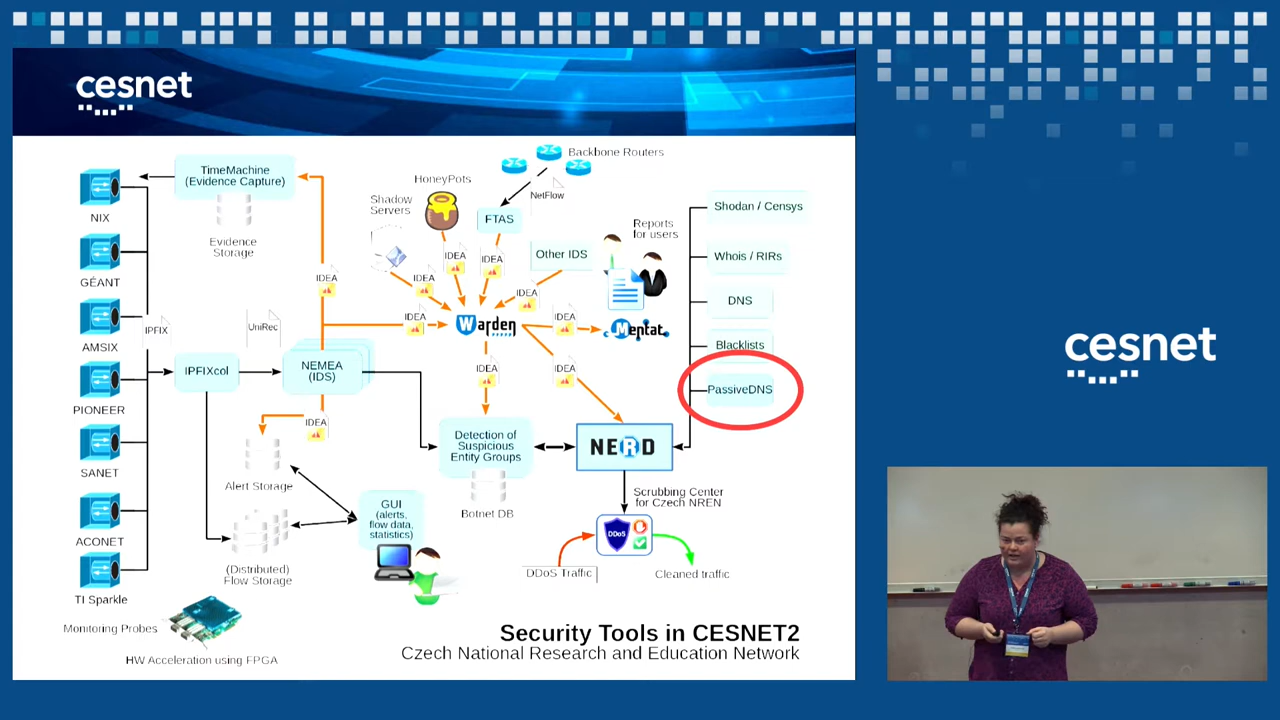 cesnet
TimeMachine
(Evidence Capture)
Evidence
Storage
NIX
GÉANT
AMSIX
PIONEER
SANET
ACONET
TI Sparkle
Monitoring Probes
HW Acceleration using FPGA
IPFIX
IPFIXcol
UniRec
NEMEA
(IDS)
IDEA
IDEA
Alert Storage
(Distributed)
Flow Storage
GUI
(alerts,
flow data,
statistics)
Shadow
Servers
HoneyPots
Backbone Routers
NetFlow
FTAS
Other IDS
Reports
for users
IDEA
IDEA
IDEA
IDEA
IDEA
Warden
IDEA
Mentat
IDEA
IDEA
Detection of
Suspicious
Entity Groups
Botnet DB
NERD
Shodan / Censys
Whois / RIRs
DNS
Blacklists
PassiveDNS
Scrubbing Center
for Czech NREN
DDoS
DDoS Traffic
Cleaned traffic
Security Tools in CESNET2
Czech National Research and Education Network
cesnet